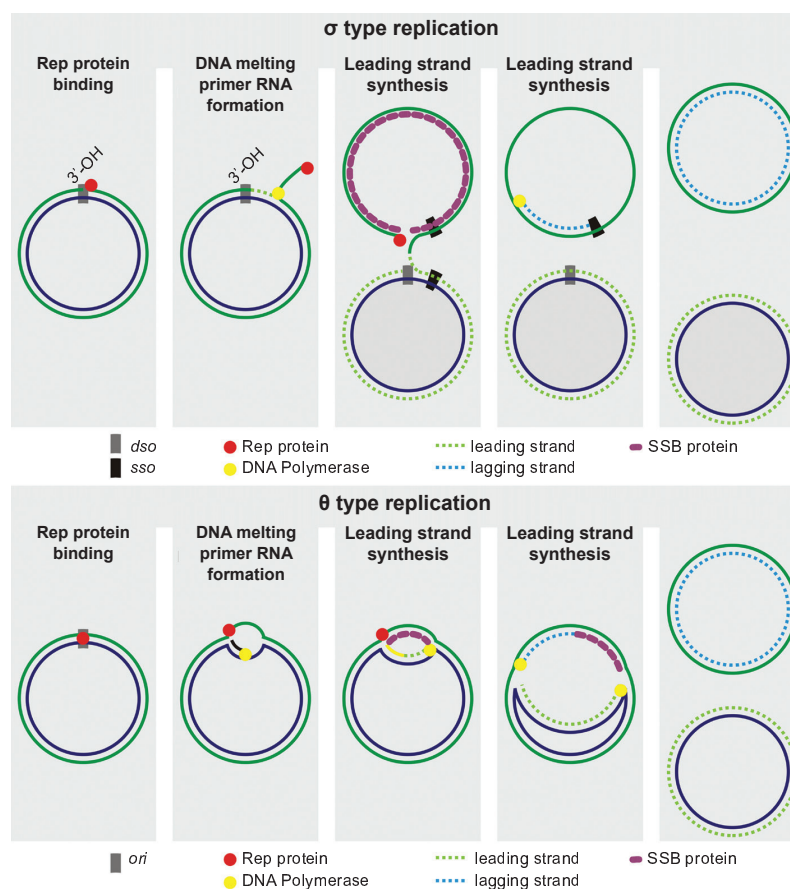 σ type replication
Rep protein
binding
DNA melting
primer RNA
formation
Leading strand
synthesis
Leading strand
synthesis
3'-OH
3'-OH
dso
sso
Rep protein
DNA Polymerase
leading strand
lagging strand
SSB protein
θ type replication
Rep protein
binding
DNA melting
primer RNA
formation
Leading strand
synthesis
Leading strand
synthesis
ori
Rep protein
DNA Polymerase
leading strand
lagging strand
SSB protein